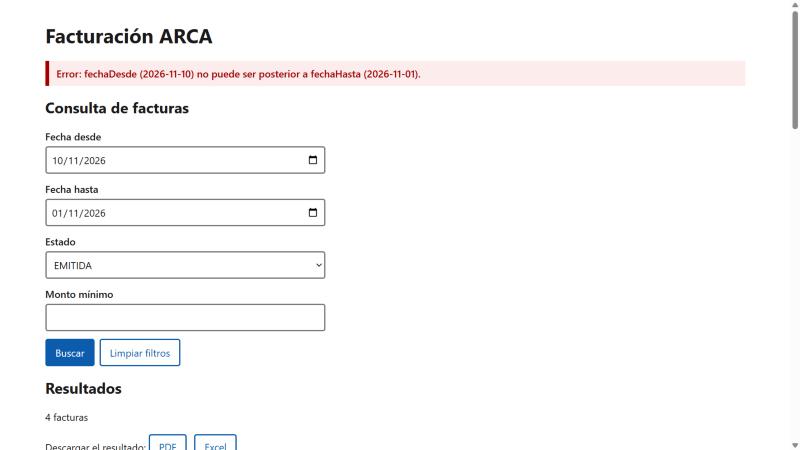 Facturación ARCA
Error: fechaDesde (2026-11-10) no puede ser posterior a fechaHasta (2026-11-01).
Consulta de facturas
Fecha desde
10/11/2026
Fecha hasta
01/11/2026
Estado
EMITIDA
Monto mínimo
Buscar Limpiar filtros
Resultados
4 facturas
Descargar el resultado: PDF Excel